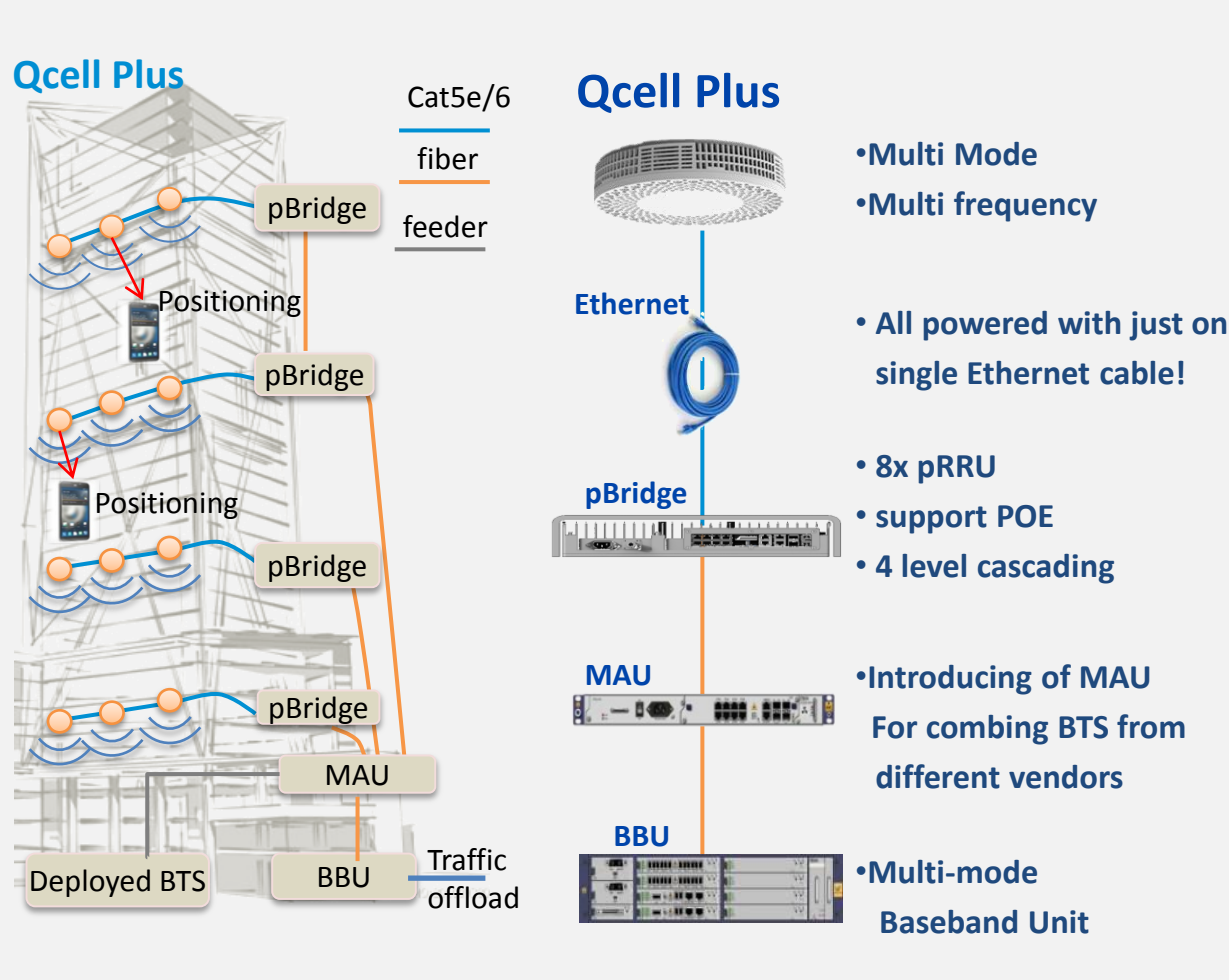 Qcell Plus
Cat5e/6
fiber
feeder
pBridge
Positioning
pBridge
Positioning
pBridge
pBridge
MAU
Deployed BTS
BBU
Traffic
offload
Qcell Plus
•Multi Mode
•Multi frequency
Ethernet
• All powered with just on
single Ethernet cable!
pBridge
• 8x pRRU
• support POE
• 4 level cascading
MAU
•Introducing of MAU
For combing BTS from
different vendors
BBU
•Multi-mode
Baseband Unit